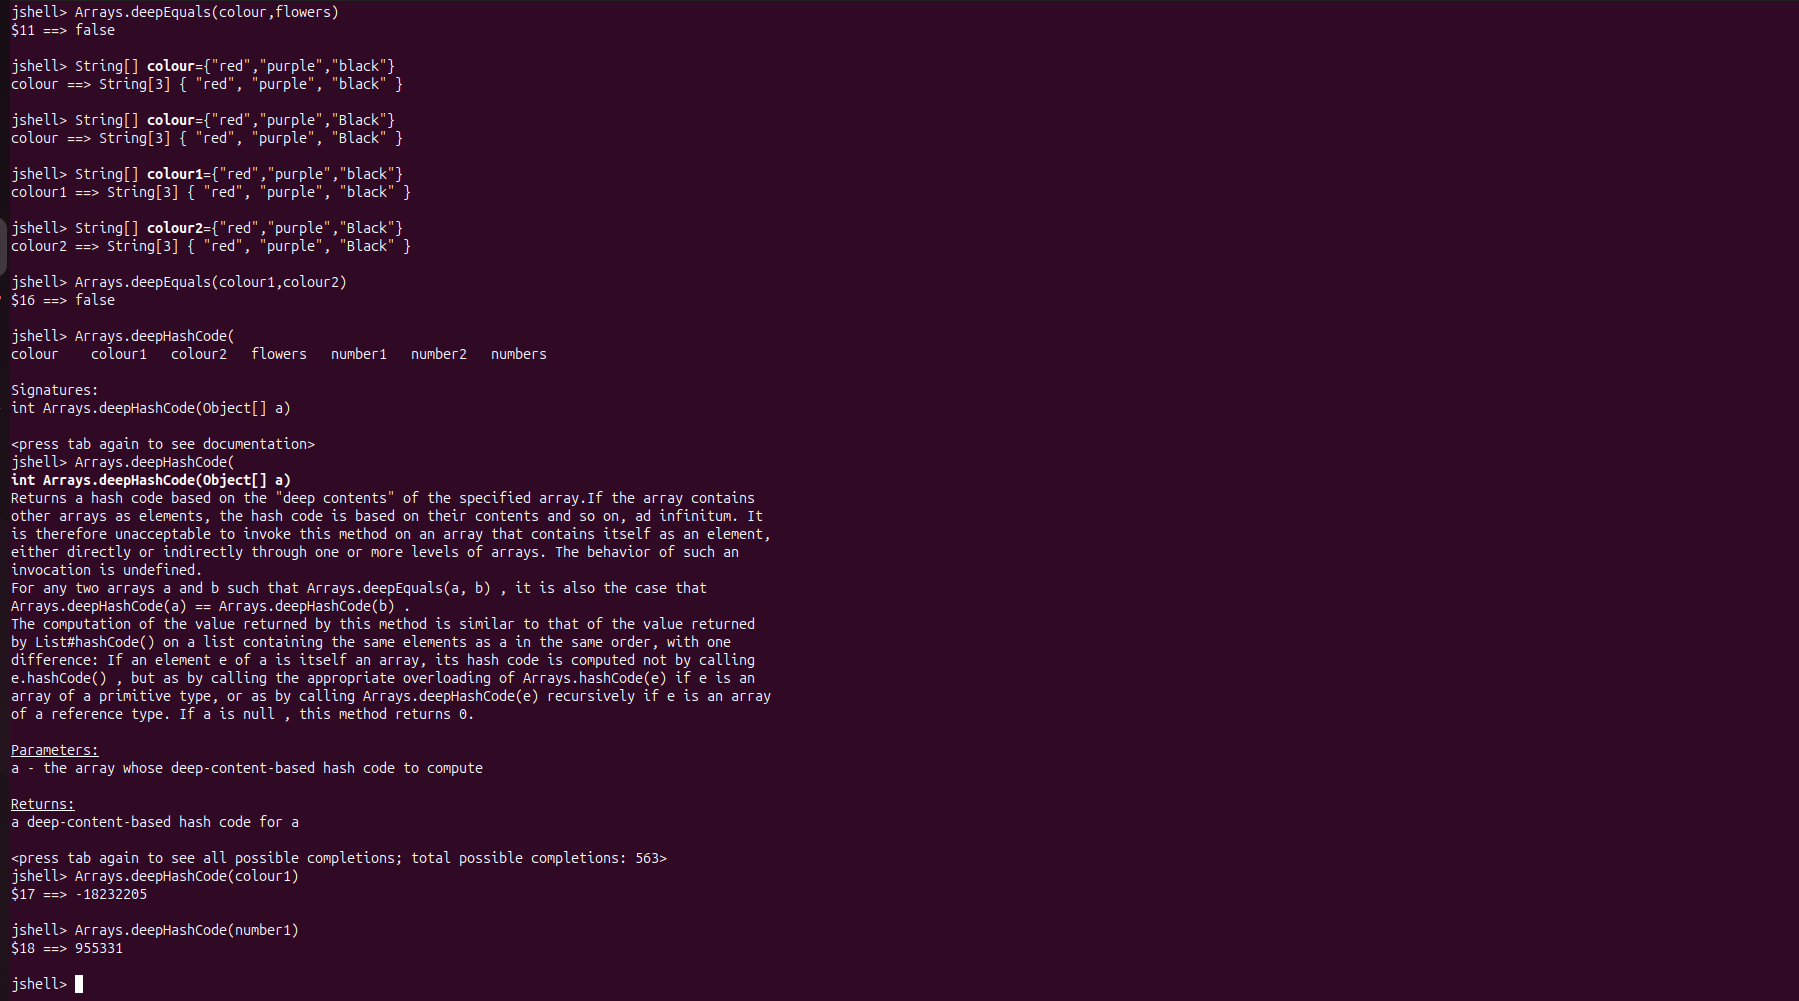 jshell> Arrays.deepEquals(colour,flowers)
$11 ==> false
jshell> String[] colour={"red","purple","black"}
colour ==> String[3] { "red", "purple", "black" }
jshell> String[] colour={"red","purple","Black"}
colour ==> String[3] { "red", "purple", "Black" }
jshell> String[] colour1={"red","purple","black"}
colour1 ==> String[3] { "red", "purple", "black" }
jshell> String[] colour2={"red","purple","Black"}
colour2 ==> String[3] { "red", "purple", "Black" }
jshell> Arrays.deepEquals(colour1,colour2)
$16 ==> false
jshell> Arrays.deepHashCode(
colour    colour1   colour2   flowers   number1   number2   numbers
Signatures:
int Arrays.deepHashCode(Object[] a)
<press tab again to see documentation>
jshell> Arrays.deepHashCode(
int Arrays.deepHashCode(Object[] a)
Returns a hash code based on the "deep contents" of the specified array.If the array contains
other arrays as elements, the hash code is based on their contents and so on, ad infinitum. It
is therefore unacceptable to invoke this method on an array that contains itself as an element,
either directly or indirectly through one or more levels of arrays. The behavior of such an
invocation is undefined.
For any two arrays a and b such that Arrays.deepEquals(a, b) , it is also the case that
Arrays.deepHashCode(a) == Arrays.deepHashCode(b) .
The computation of the value returned by this method is similar to that of the value returned
by List#hashCode() on a list containing the same elements as a in the same order, with one
difference: If an element e of a is itself an array, its hash code is computed not by calling
e.hashCode() , but as by calling the appropriate overloading of Arrays.hashCode(e) if e is an
array of a primitive type, or as by calling Arrays.deepHashCode(e) recursively if e is an array
of a reference type. If a is null , this method returns 0.
Parameters:
a - the array whose deep-content-based hash code to compute
Returns:
a deep-content-based hash code for a
<press tab again to see all possible completions; total possible completions: 563>
jshell> Arrays.deepHashCode(colour1)
$17 ==> -18232205
jshell> Arrays.deepHashCode(number1)
$18 ==> 955331
jshell>